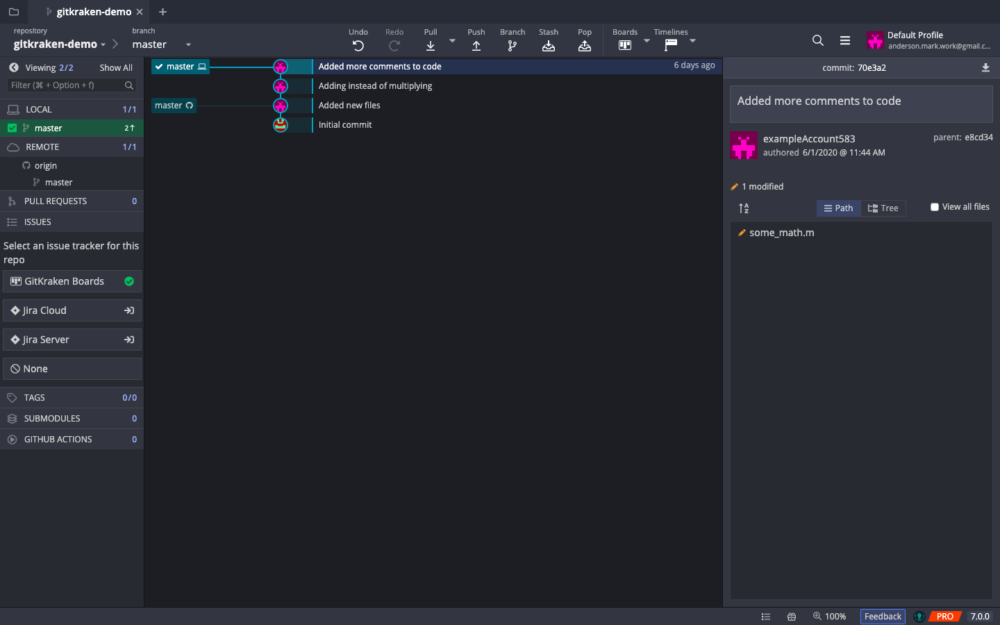 gitkraken-demo
repository
gitkraken-demo
branch
master
Undo
Redo
Pull
Push
Branch
Stash
Pop
Boards
Timelines
Default Profile
anderson.mark.work@gmail.c...
Viewing 2/2
Show All
Filter (⌘ + Option + f)
LOCAL 1/1
master 2↑
REMOTE 1/1
origin
master
PULL REQUESTS 0
ISSUES
Select an issue tracker for this
repo
GitKraken Boards
Jira Cloud
Jira Server
None
TAGS 0/0
SUBMODULES 0
GITHUB ACTIONS 0
master
Added more comments to code
6 days ago
Adding instead of multiplying
master
Added new files
Initial commit
commit: 70e3a2
Added more comments to code
exampleAccount583
parent: e8cd34
authored 6/1/2020 @ 11:44 AM
1 modified
A
Z
Path
Tree
View all files
some_math.m
100%
Feedback
PRO
7.0.0